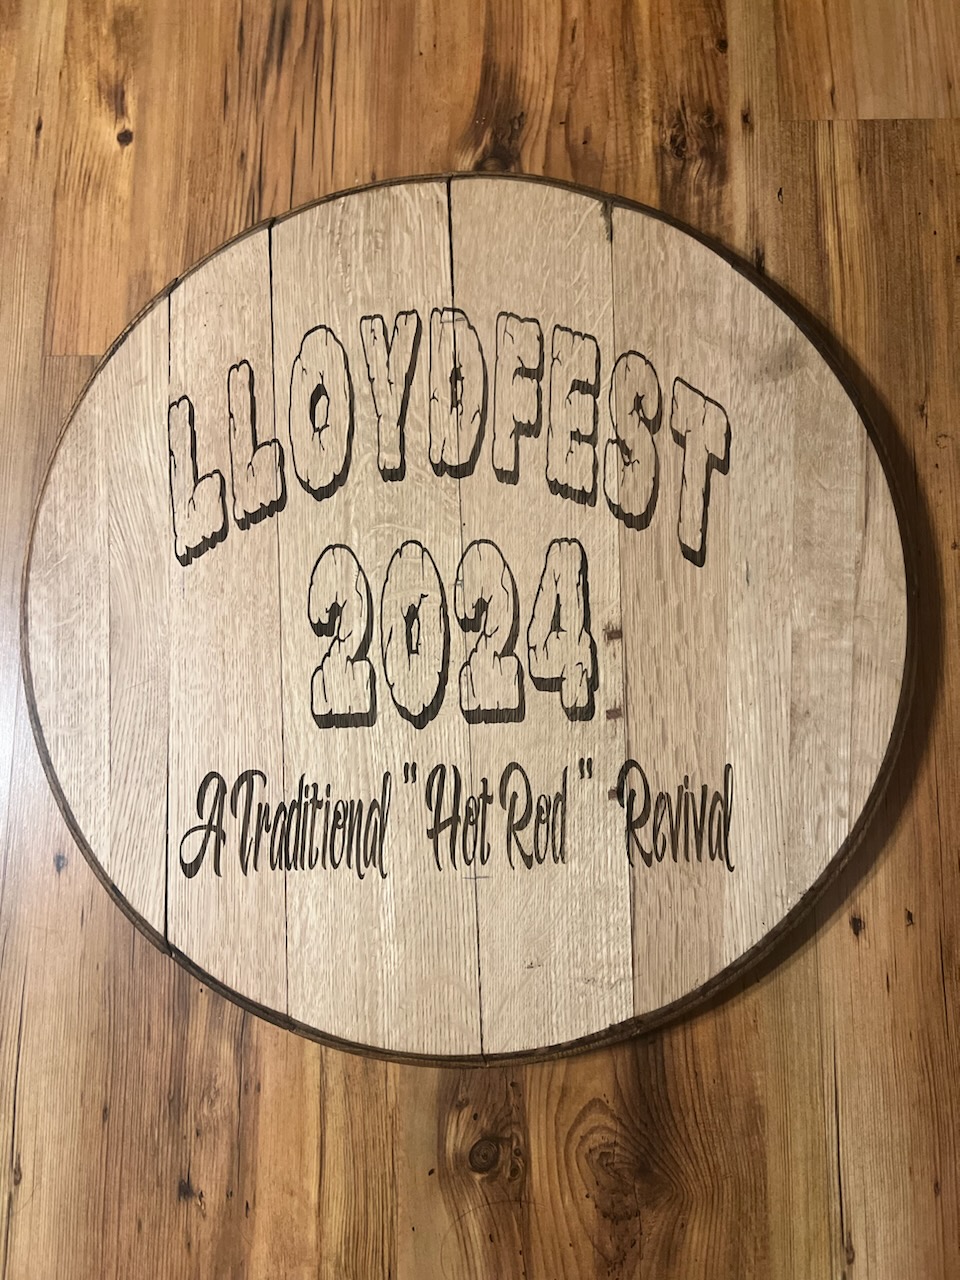 LLOYDFEST
2024
A Traditional "Hot Rod" Revival